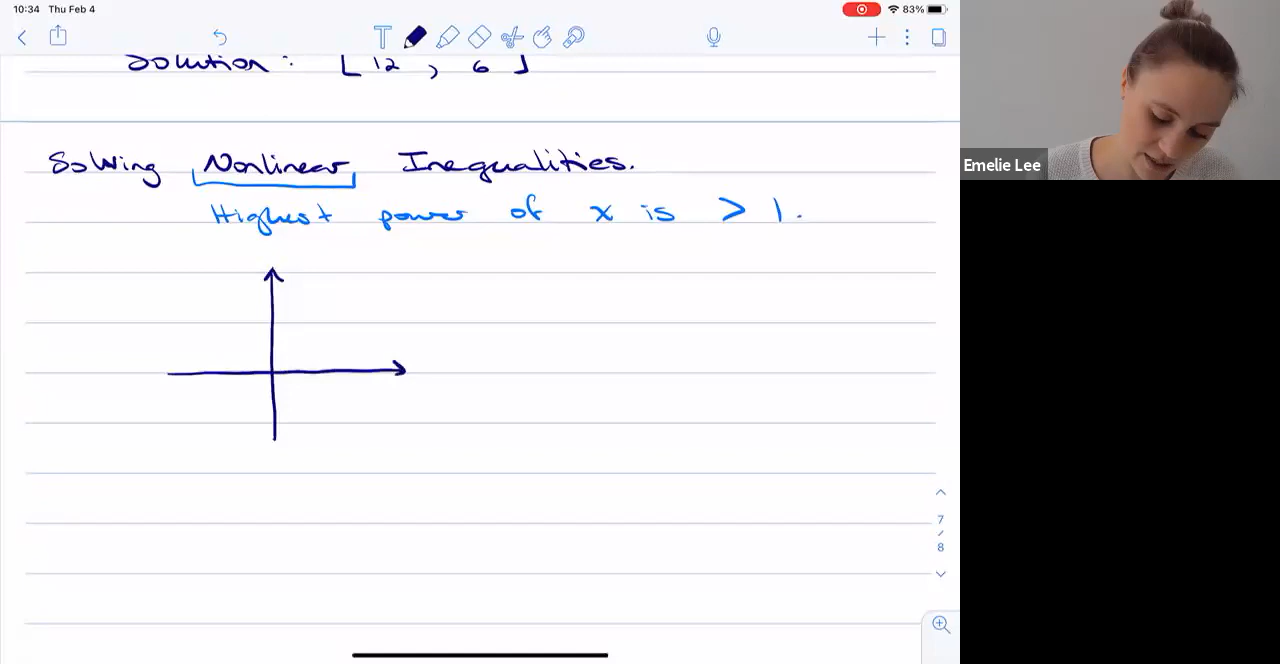 10:34 Thu Feb 4
83%
T
Solution: [12, 6]
Solving Nonlinear Inequalities.
Highest power of x is > 1.
Emelie Lee
7
/
8